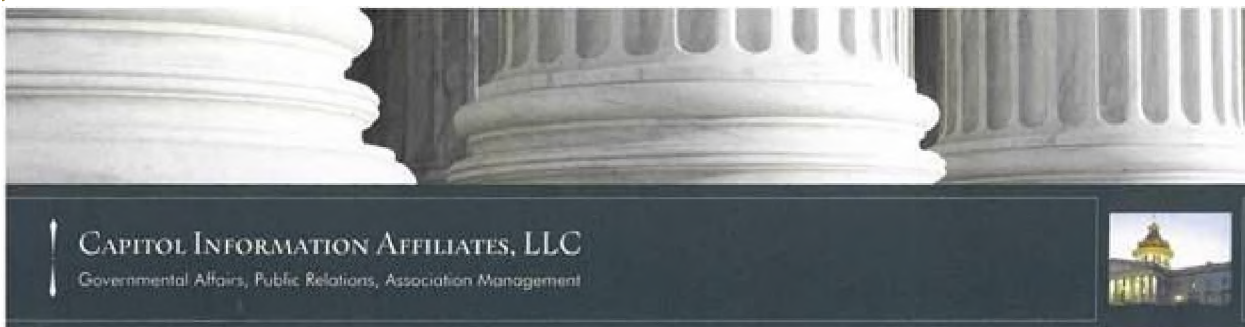 CAPITOL INFORMATION AFFILIATES, LLC
Governmental Affairs, Public Relations, Association Management